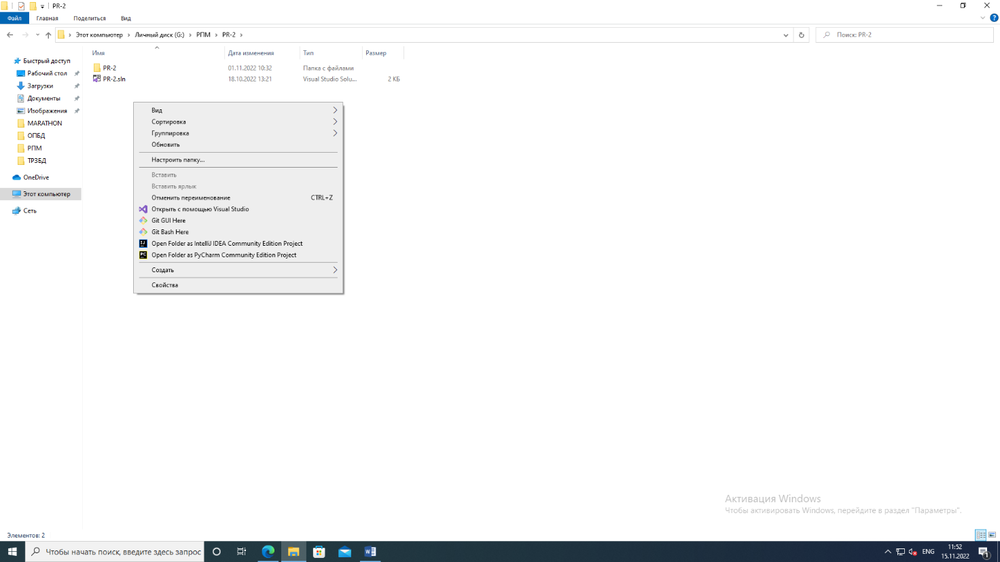 PR-2
Файл Главная Поделиться Вид
Этот компьютер Личный диск (G:) РПМ PR-2
Поиск: PR-2
Имя Дата изменения Тип Размер
PR-2 01.11.2022 10:32 Папка с файлами
PR-2.sln 18.10.2022 13:21 Visual Studio Solu... 2 КБ
Быстрый доступ
Рабочий стол
Загрузки
Документы
Изображения
MARATHON
ОПБД
РПМ
ТРЗБД
OneDrive
Этот компьютер
Сеть
Вид
Сортировка
Группировка
Обновить
Настроить папку...
Вставить
Вставить ярлык
Отменить переименование CTRL+Z
Открыть с помощью Visual Studio
Git GUI Here
Git Bash Here
Open Folder as IntelliJ IDEA Community Edition Project
Open Folder as PyCharm Community Edition Project
Создать
Свойства
Активация Windows
Чтобы активировать Windows, перейдите в раздел "Параметры".
Элементов: 2
Чтобы начать поиск, введите здесь запрос
ENG
11:52
15.11.2022
1